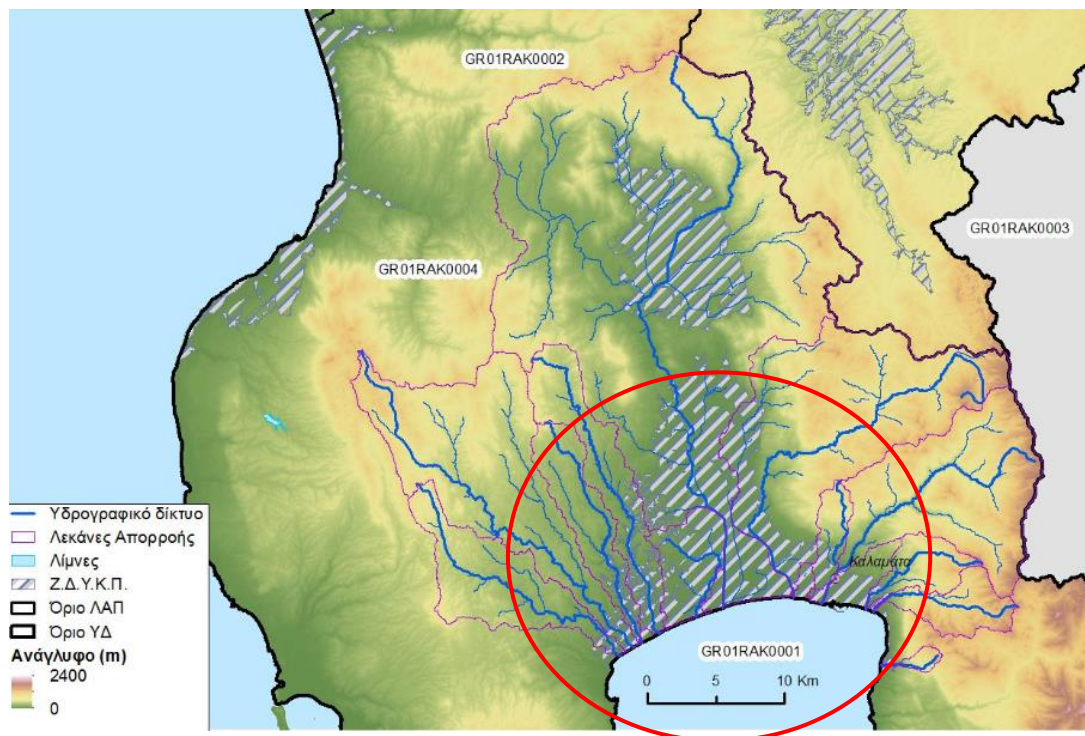 GR01RAK0002
GR01RAK0003
GR01RAK0004
Υδρογραφικό δίκτυο
Λεκάνες Απορροής
Λίμνες
Ζ.Δ.Υ.Κ.Π.
Όριο ΛΑΠ
Όριο ΥΔ
Ανάγλυφο (m)
2400
0
Καλαμάτα
GR01RAK0001
0 5 10 Km